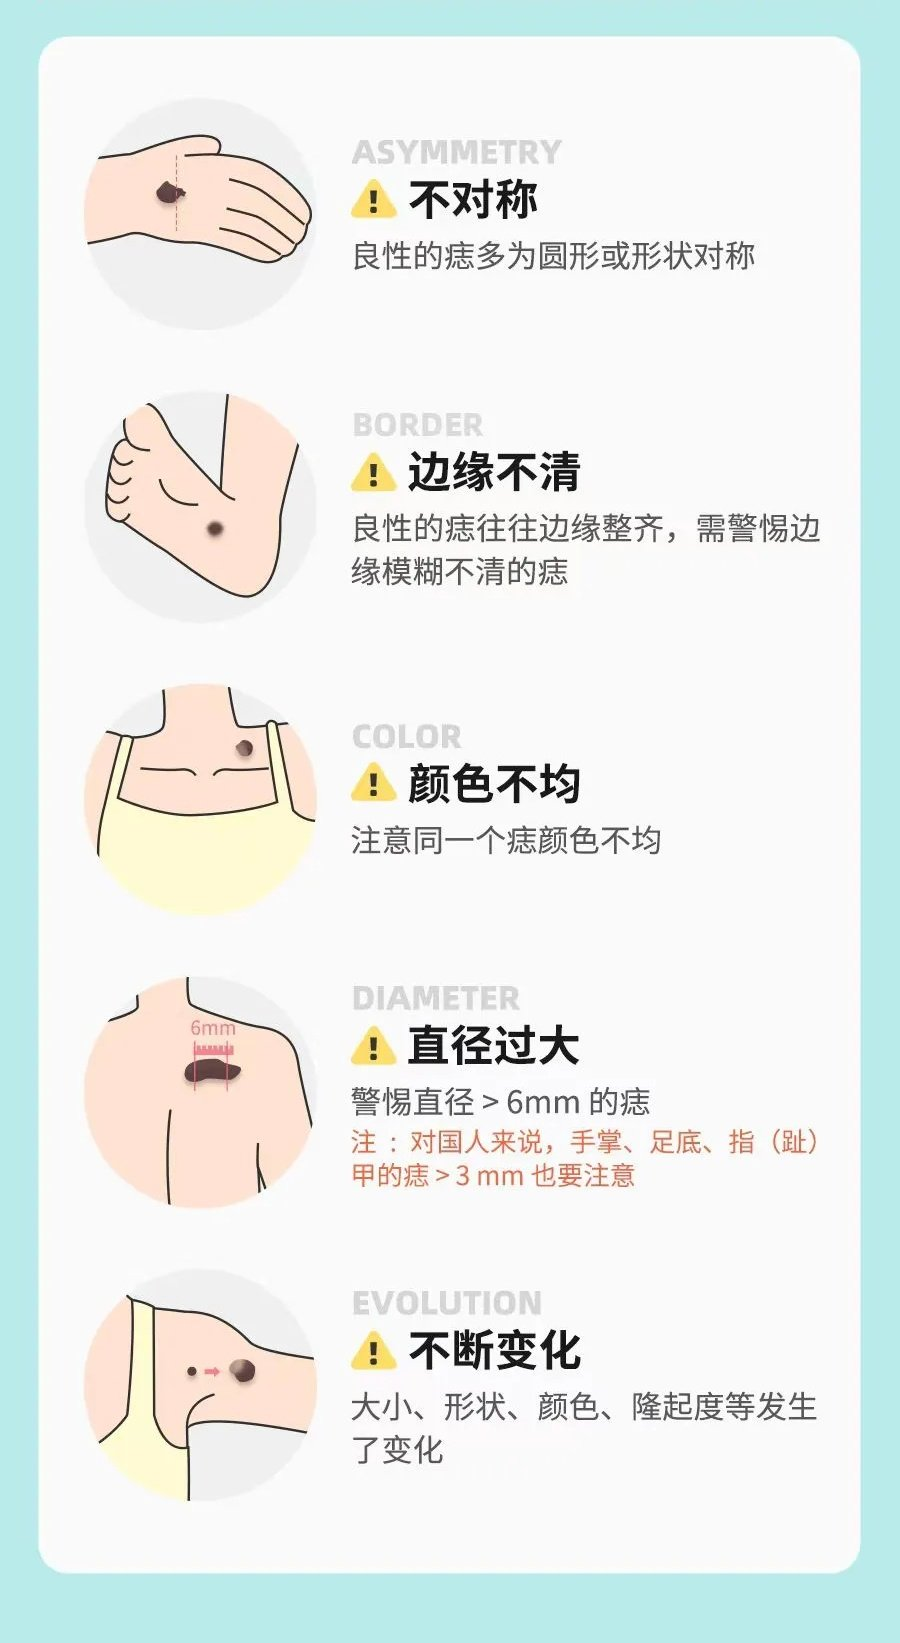 ASYMMETRY
不对称
良性的痣多为圆形或形状对称
BORDER
边缘不清
良性的痣往往边缘整齐，需警惕边
缘模糊不清的痣
COLOR
颜色不均
注意同一个痣颜色不均
DIAMETER
6mm
直径过大
警惕直径 > 6mm 的痣
注 ：对国人来说，手掌、足底、指（趾）
甲的痣 > 3 mm 也要注意
EVOLUTION
不断变化
大小、形状、颜色、隆起度等发生
了变化